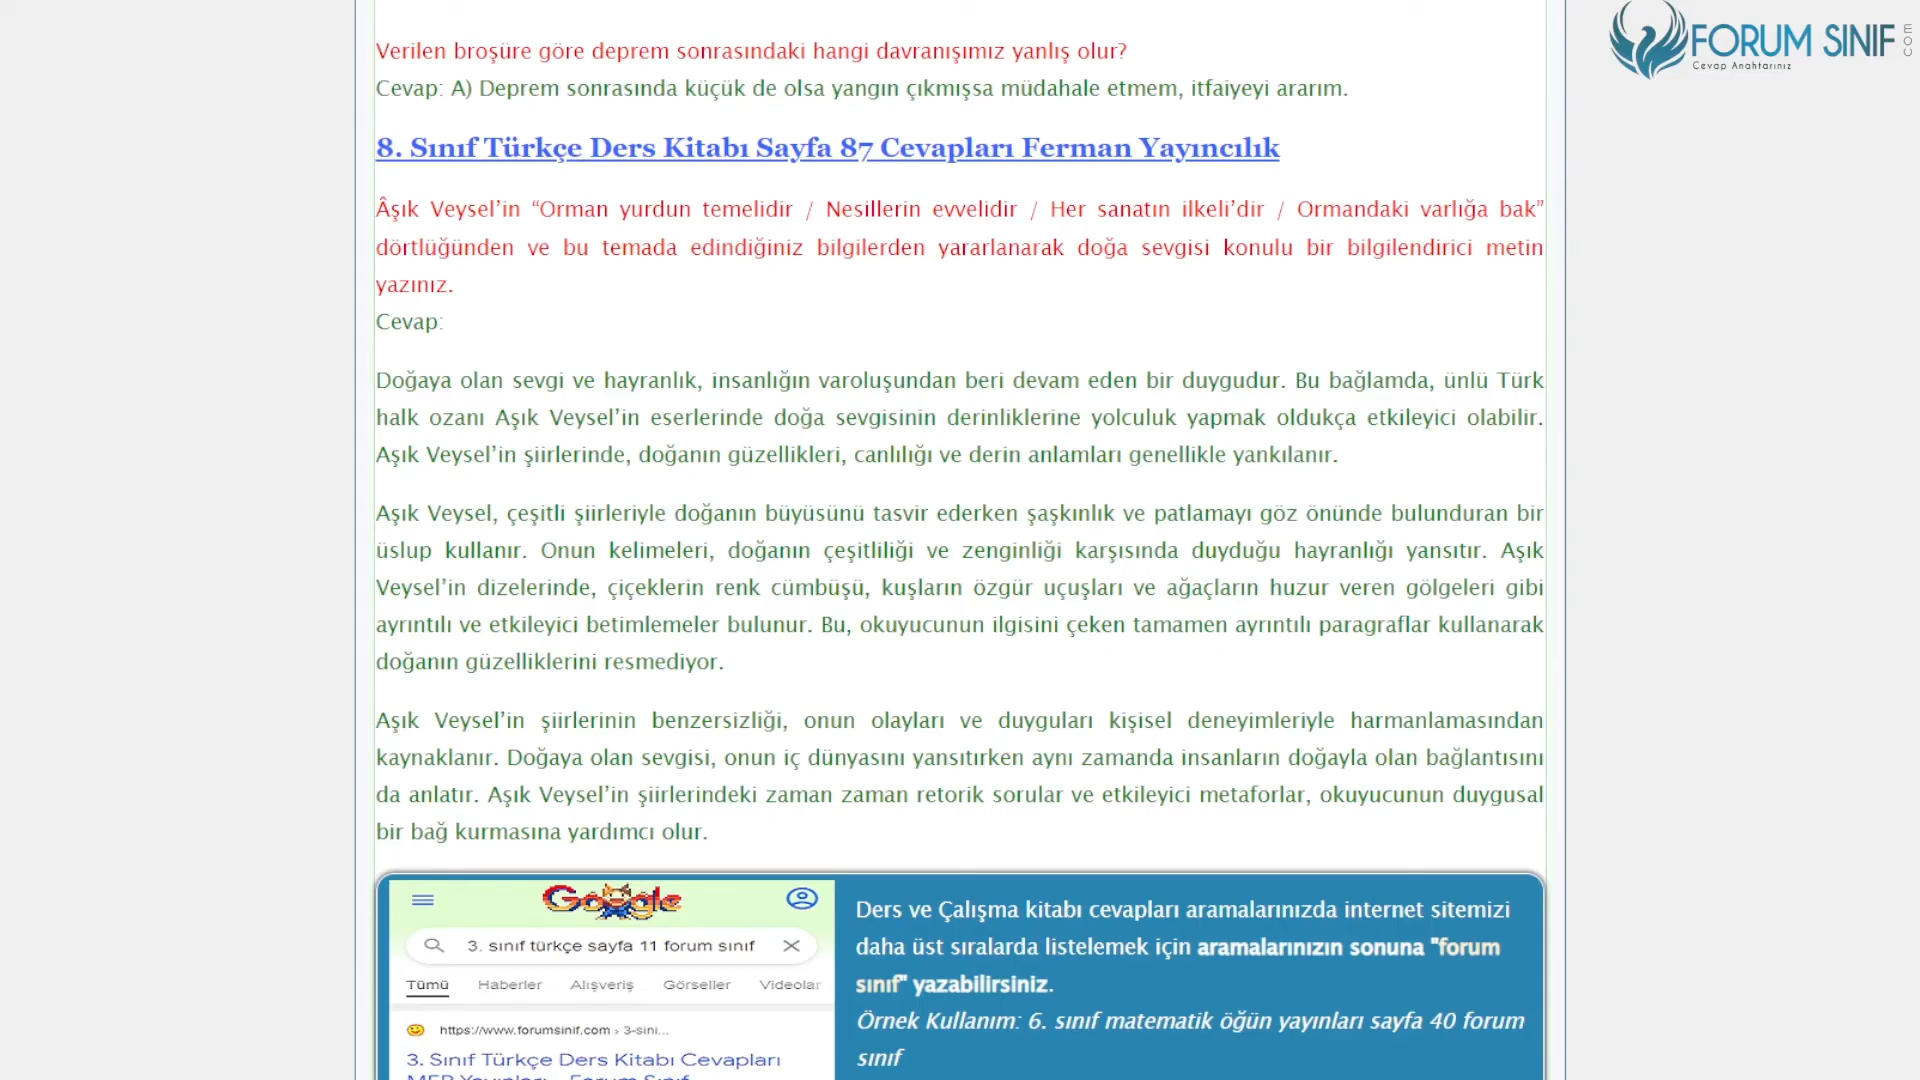 FORUM SINIF
com
Cevap Anahtarınız
Verilen broşüre göre deprem sonrasındaki hangi davranışımız yanlış olur?
Cevap: A) Deprem sonrasında küçük de olsa yangın çıkmışsa müdahale etmem, itfaiyeyi ararım.
8. Sınıf Türkçe Ders Kitabı Sayfa 87 Cevapları Ferman Yayıncılık
Âşık Veysel’in “Orman yurdun temelidir / Nesillerin evvelidir / Her sanatın ilkeli’dir / Ormandaki varlığa bak”
dörtlüğünden ve bu temada edindiğiniz bilgilerden yararlanarak doğa sevgisi konulu bir bilgilendirici metin
yazınız.
Cevap:
Doğaya olan sevgi ve hayranlık, insanlığın varoluşundan beri devam eden bir duygudur. Bu bağlamda, ünlü Türk
halk ozanı Aşık Veysel’in eserlerinde doğa sevgisinin derinliklerine yolculuk yapmak oldukça etkileyici olabilir.
Aşık Veysel’in şiirlerinde, doğanın güzellikleri, canlılığı ve derin anlamları genellikle yankılanır.
Aşık Veysel, çeşitli şiirleriyle doğanın büyüsünü tasvir ederken şaşkınlık ve patlamayı göz önünde bulunduran bir
üslup kullanır. Onun kelimeleri, doğanın çeşitliliği ve zenginliği karşısında duyduğu hayranlığı yansıtır. Aşık
Veysel’in dizelerinde, çiçeklerin renk cümbüşü, kuşların özgür uçuşları ve ağaçların huzur veren gölgeleri gibi
ayrıntılı ve etkileyici betimlemeler bulunur. Bu, okuyucunun ilgisini çeken tamamen ayrıntılı paragraflar kullanarak
doğanın güzelliklerini resmediyor.
Aşık Veysel’in şiirlerinin benzersizliği, onun olayları ve duyguları kişisel deneyimleriyle harmanlamasından
kaynaklanır. Doğaya olan sevgisi, onun iç dünyasını yansıtırken aynı zamanda insanların doğayla olan bağlantısını
da anlatır. Aşık Veysel’in şiirlerindeki zaman zaman retorik sorular ve etkileyici metaforlar, okuyucunun duygusal
bir bağ kurmasına yardımcı olur.
Google
3. sınıf türkçe sayfa 11 forum sınıf
Tümü Haberler Alışveriş Görseller Videolar
https://www.forumsinif.com › 3-sini...
3. Sınıf Türkçe Ders Kitabı Cevapları
MEB Yayınları - Forum Sınıf
Ders ve Çalışma kitabı cevapları aramalarınızda internet sitemizi
daha üst sıralarda listelemek için aramalarınızın sonuna "forum
sınıf" yazabilirsiniz.
Örnek Kullanım: 6. sınıf matematik öğün yayınları sayfa 40 forum
sınıf